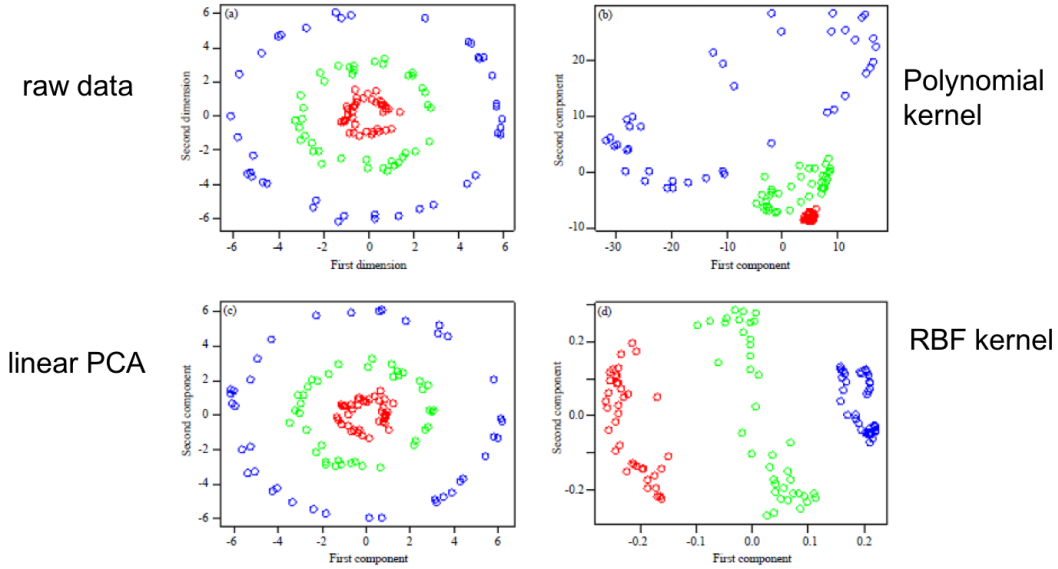 raw data
(a)
Second dimension
6
4
2
0
-2
-4
-6
-6 -4 -2 0 2 4 6
First dimension
(b)
Second component
20
10
0
-10
-30 -20 -10 0 10
First component
Polynomial
kernel
linear PCA
(c)
Second component
6
4
2
0
-2
-4
-6
-6 -4 -2 0 2 4 6
First component
(d)
Second component
0.2
0.0
-0.2
-0.2 -0.1 0.0 0.1 0.2
First component
RBF kernel